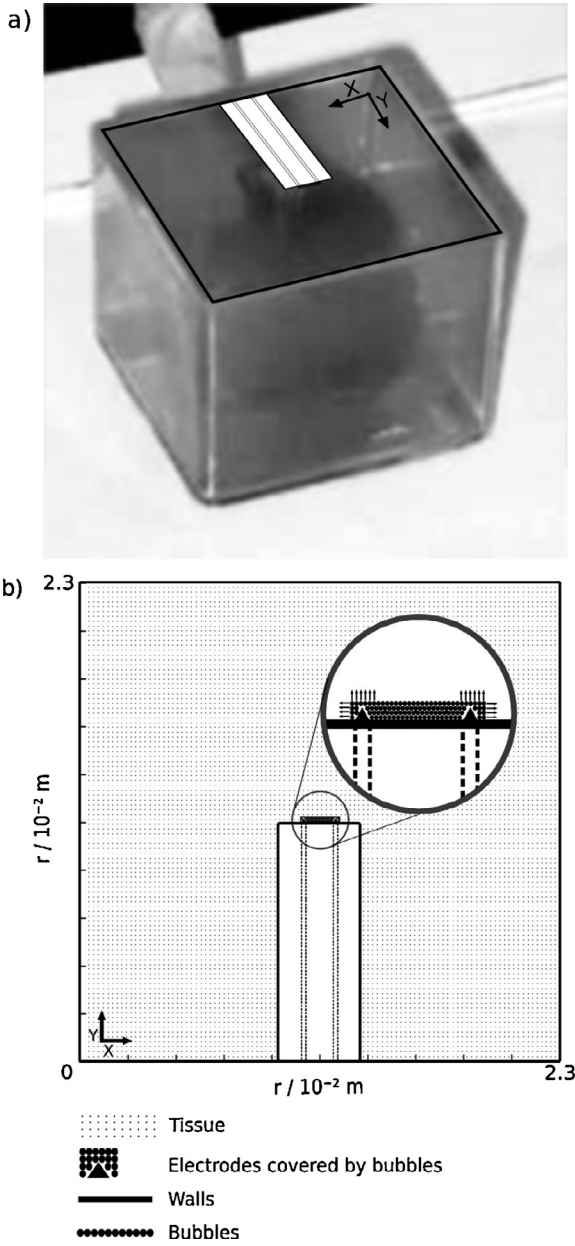 a)
X
Y
b)
2.3
r / 10⁻² m
Y
X
0
2.3
r / 10⁻² m
Tissue
Electrodes covered by bubbles
Walls
Bubbles